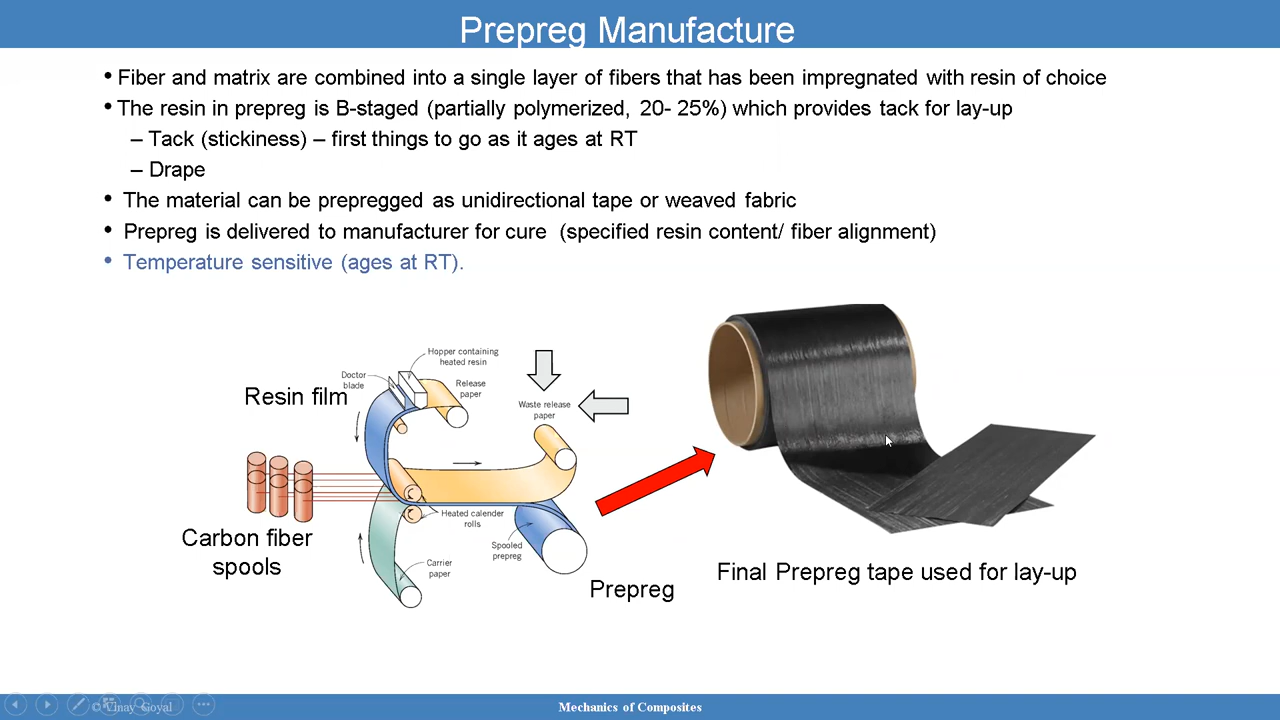 Prepreg Manufacture
• Fiber and matrix are combined into a single layer of fibers that has been impregnated with resin of choice
• The resin in prepreg is B-staged (partially polymerized, 20- 25%) which provides tack for lay-up
– Tack (stickiness) – first things to go as it ages at RT
– Drape
• The material can be prepregged as unidirectional tape or weaved fabric
• Prepreg is delivered to manufacturer for cure (specified resin content/ fiber alignment)
• Temperature sensitive (ages at RT).
Hopper containing
heated resin
Doctor
blade
Release
paper
Resin film
Waste release
paper
Heated calender
rolls
Carbon fiber
spools
Spooled
prepreg
Carrier
paper
Prepreg
Final Prepreg tape used for lay-up
© Vinay Goyal
Mechanics of Composites